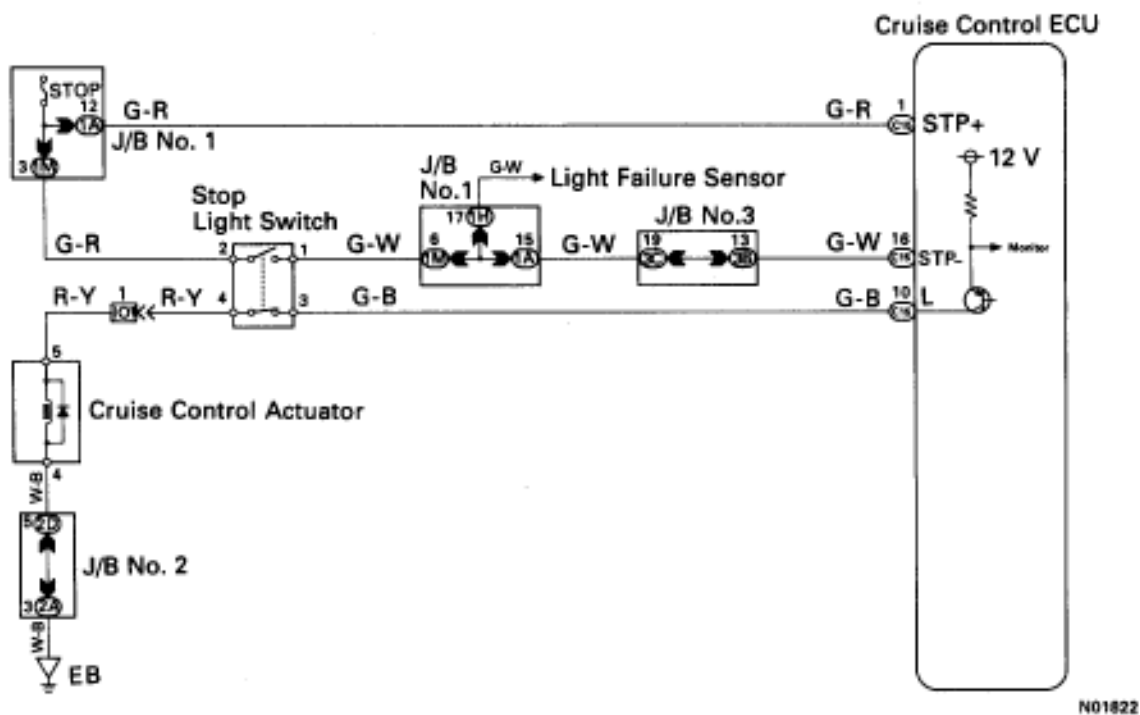 Cruise Control ECU
STOP
12
1A
G-R
J/B No. 1
3
1M
G-R
1
STP+
12 V
J/B
No.1
G-W
Light Failure Sensor
17
1H
J/B No.3
Stop
Light Switch
G-R
2
1
G-W
6
1M
15
1A
G-W
19
3C
13
3B
G-W
16
STP-
Monitor
R-Y
1
R-Y
4
3
G-B
G-B
10
L
5
Cruise Control Actuator
4
W-B
5
J/B No. 2
3
2A
W-B
EB
N01822